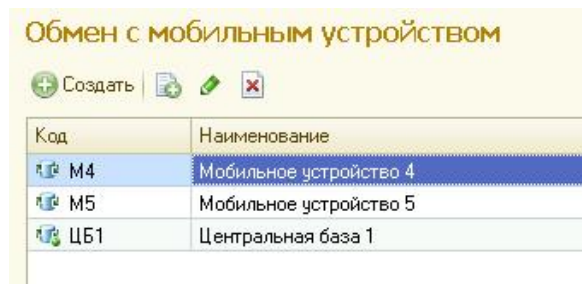 Обмен с мобильным устройством
Создать
Код Наименование
М4 Мобильное устройство 4
М5 Мобильное устройство 5
ЦБ1 Центральная база 1